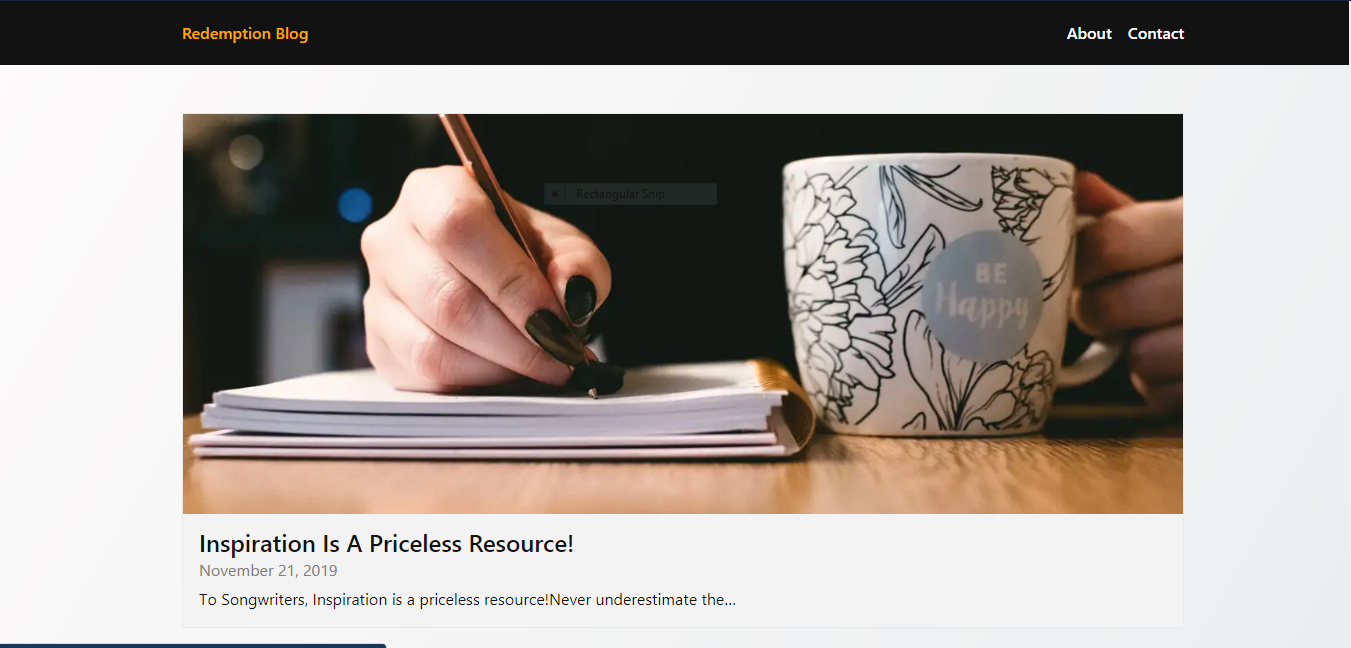 Redemption Blog
About Contact
Rectangular Snip
BE
Happy
Inspiration Is A Priceless Resource!
November 21, 2019
To Songwriters, Inspiration is a priceless resource!Never underestimate the...